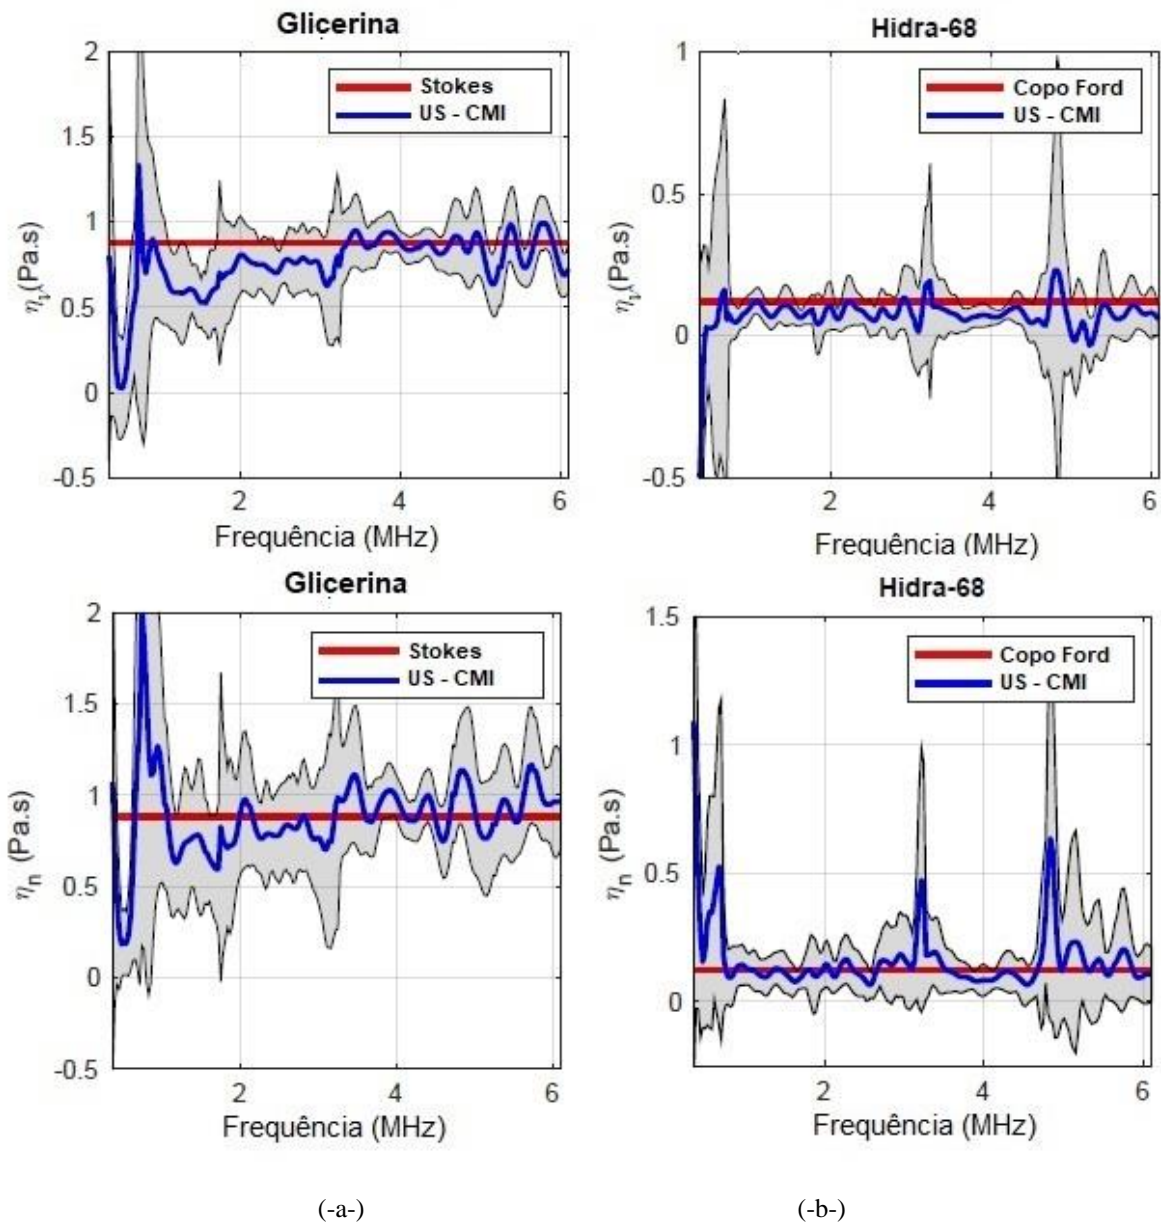 Glicerina
2
1.5
1
0.5
0
-0.5
Stokes
US - CMI
2
4
6
Frequência (MHz)
Hidra-68
1
0.5
0
-0.5
(Pa.s)
Copo Ford
US - CMI
2
4
6
Frequência (MHz)
Glicerina
2
1.5
1
0.5
0
-0.5
ηn (Pa.s)
Stokes
US - CMI
2
4
6
Frequência (MHz)
Hidra-68
1.5
1
0.5
0
ηn (Pa.s)
Copo Ford
US - CMI
2
4
6
Frequência (MHz)
(-a-)
(-b-)